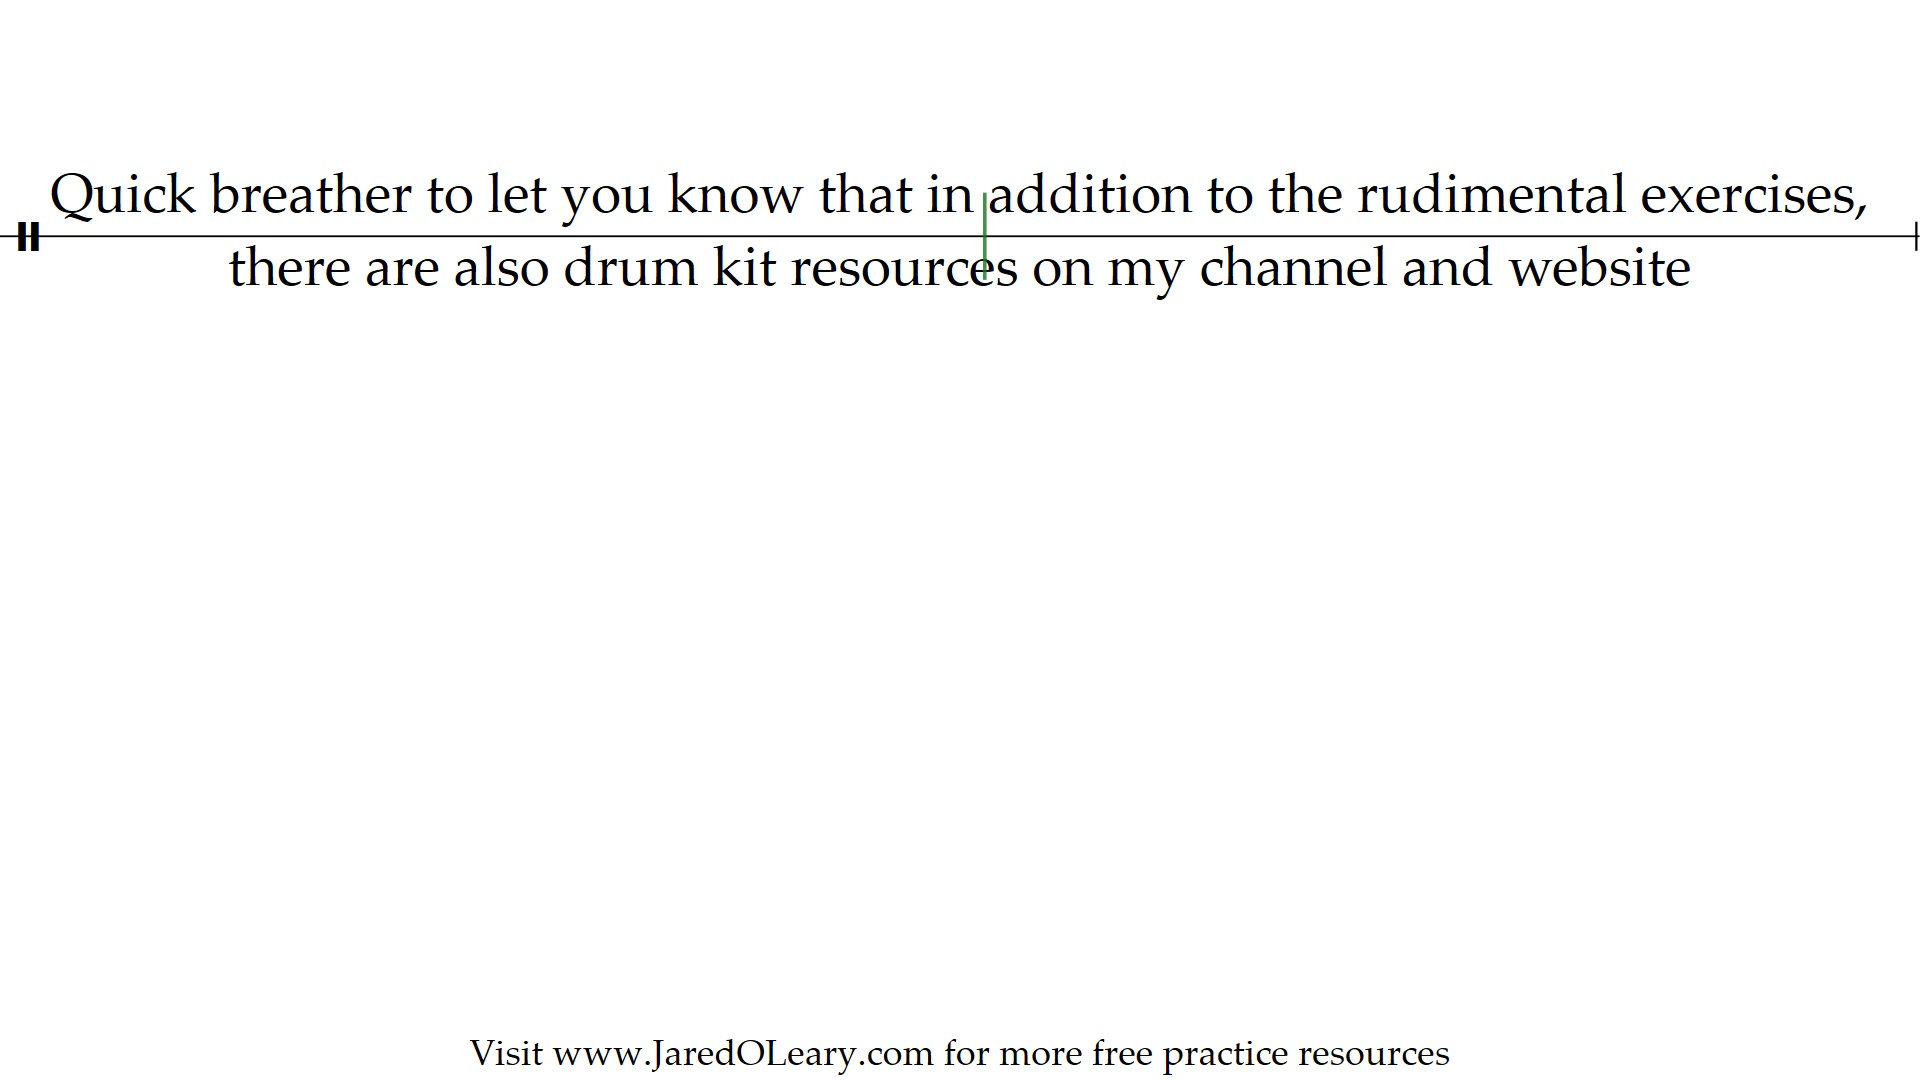 Quick breather to let you know that in addition to the rudimental exercises,
there are also drum kit resources on my channel and website
Visit www.JaredOLeary.com for more free practice resources